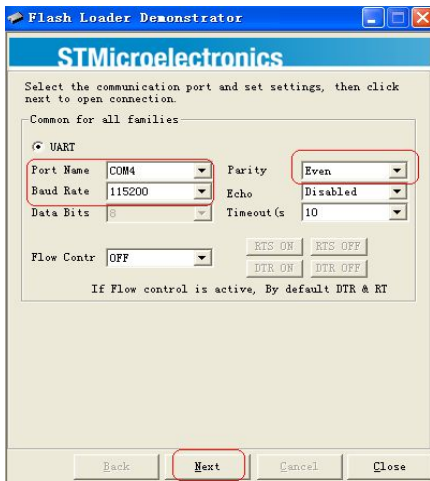 Flash Loader Demonstrator
STMicroelectronics
Select the communication port and set settings, then click
next to open connection.
Common for all families
UART
Port Name COM4 Parity Even
Baud Rate 115200 Echo Disabled
Data Bits 8 Timeout(s 10
RTS ON RTS OFF
Flow Contr OFF
DTR ON DTR OFF
If Flow control is active, By default DTR & RT
Back Next Cancel Close